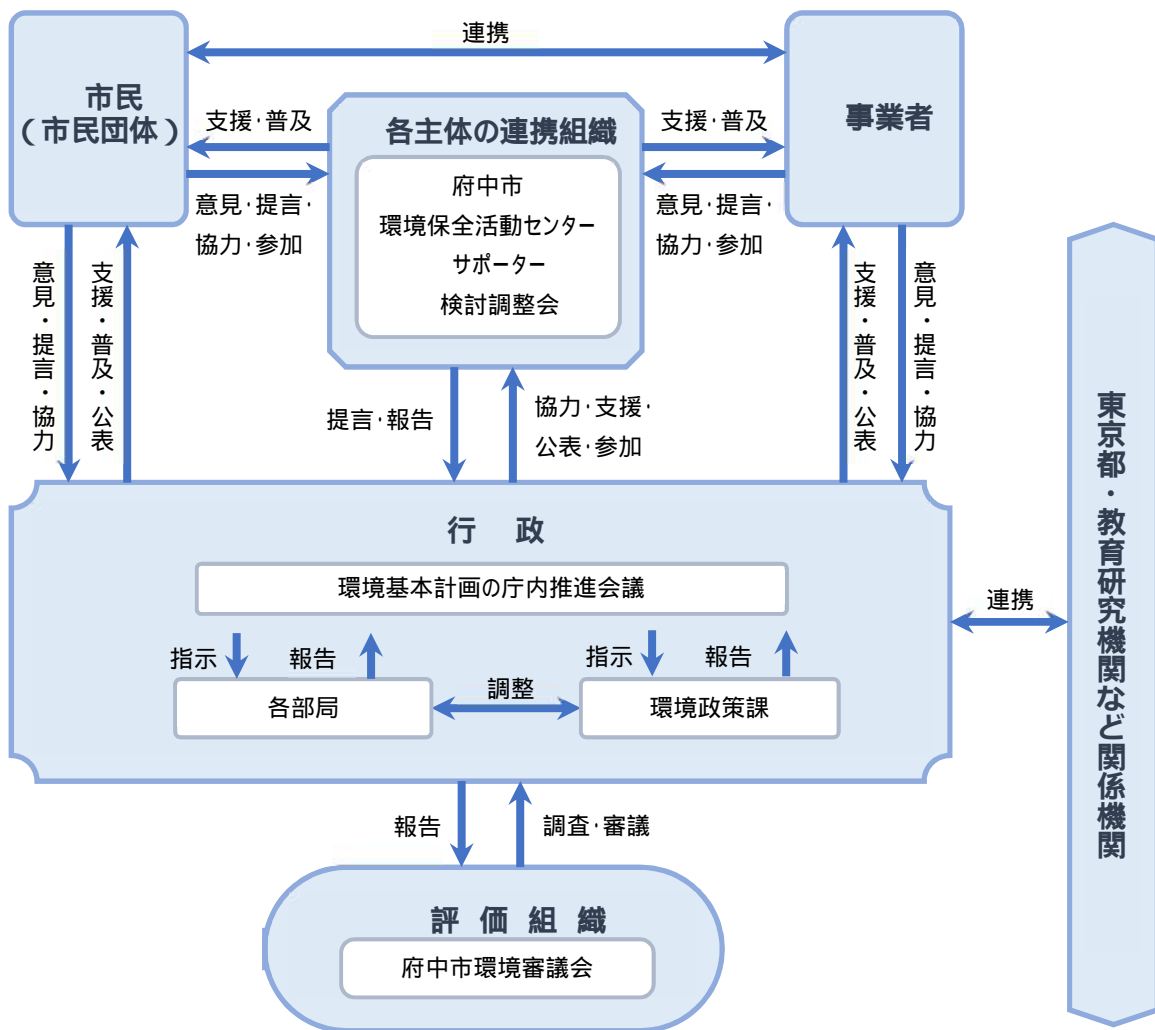 連携
市民
（市民団体）
事業者
各主体の連携組織
支援・普及
支援・普及
府中市
環境保全活動センター
サポーター
検討調整会
意見・提言・
協力・参加
意見・提言・
協力・参加
意見・提言・協力
支援・普及・公表
支援・普及・公表
意見・提言・協力
提言・報告
協力・支援・
公表・参加
東京都・教育研究機関など関係機関
行　政
環境基本計画の庁内推進会議
連携
指示
報告
指示
報告
各部局
調整
環境政策課
報告
調査・審議
評価組織
府中市環境審議会